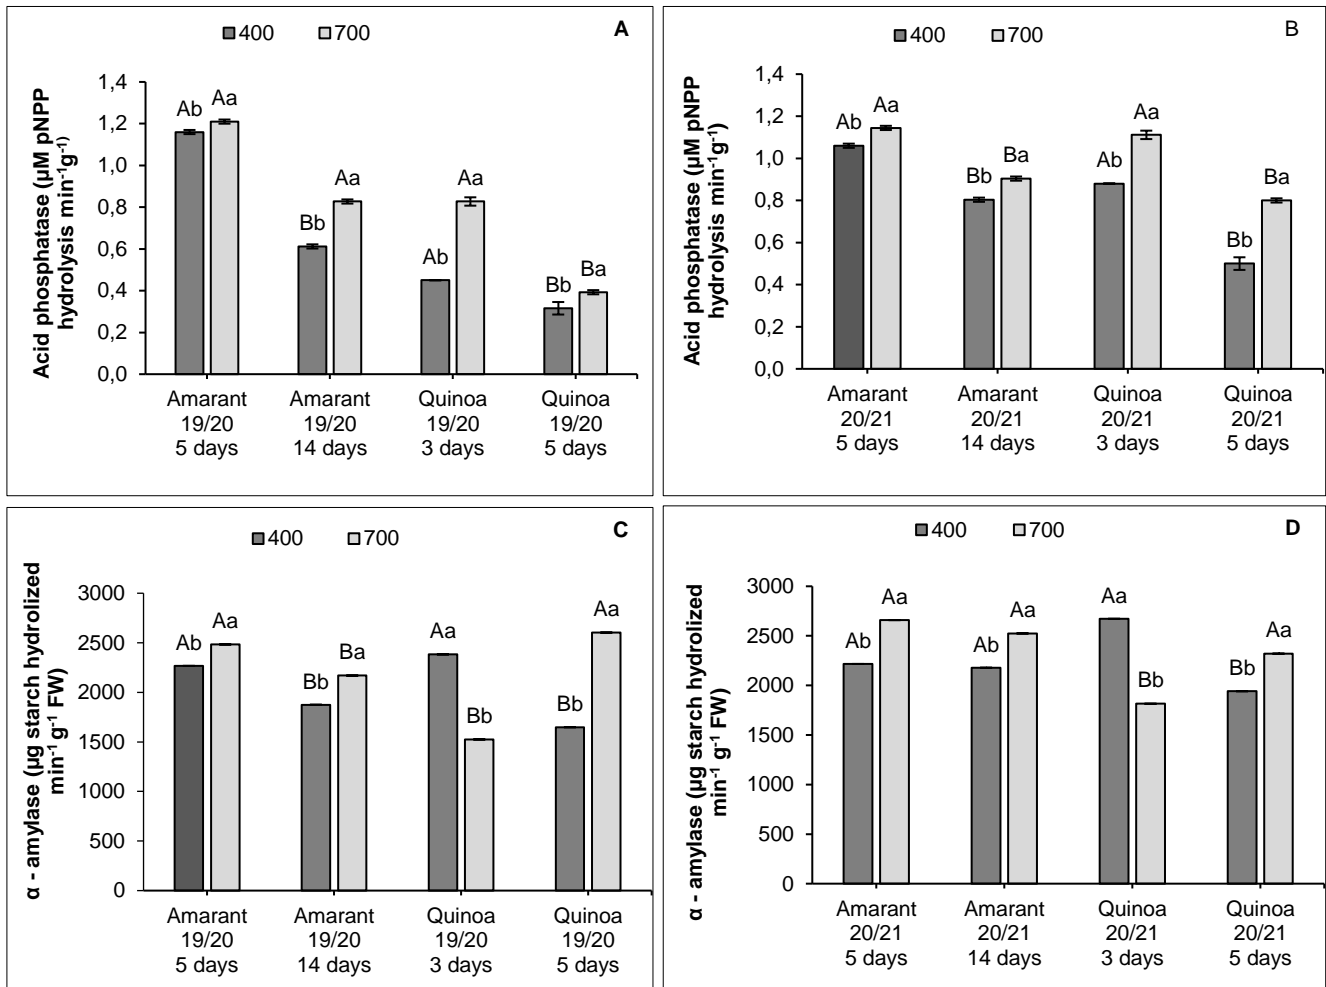 400 700 A
Acid phosphatase (µM pNPP
hydrolysis min⁻¹g⁻¹)
1,4
1,2
1,0
0,8
0,6
0,4
0,2
0,0
Ab Aa
Bb Aa
Ab Aa
Bb Ba
Amarant
19/20
5 days
Amarant
19/20
14 days
Quinoa
19/20
3 days
Quinoa
19/20
5 days
400 700 B
Acid phosphatase (µM pNPP
hydrolysis min⁻¹g⁻¹)
1,4
1,2
1,0
0,8
0,6
0,4
0,2
0,0
Ab Aa
Bb Ba
Ab Aa
Bb Ba
Amarant
20/21
5 days
Amarant
20/21
14 days
Quinoa
20/21
3 days
Quinoa
20/21
5 days
400 700 C
α - amylase (µg starch hydrolized
min⁻¹ g⁻¹ FW)
3000
2500
2000
1500
1000
500
0
Ab Aa
Bb Ba
Aa Bb
Bb Aa
Amarant
19/20
5 days
Amarant
19/20
14 days
Quinoa
19/20
3 days
Quinoa
19/20
5 days
400 700 D
α - amylase (µg starch hydrolized
min⁻¹ g⁻¹ FW)
3000
2500
2000
1500
1000
500
0
Ab Aa
Ab Aa
Aa Bb
Bb Aa
Amarant
20/21
5 days
Amarant
20/21
14 days
Quinoa
20/21
3 days
Quinoa
20/21
5 days